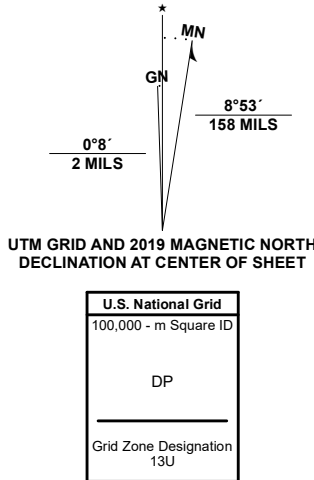 ★
MN
GN
8°53´
158 MILS
0°8´
2 MILS
UTM GRID AND 2019 MAGNETIC NORTH
DECLINATION AT CENTER OF SHEET
U.S. National Grid
100,000 - m Square ID
DP
Grid Zone Designation
13U